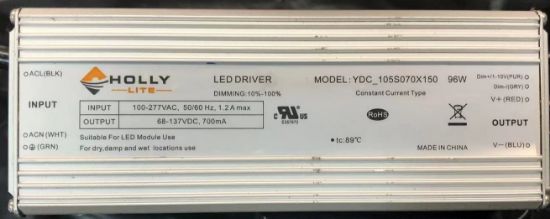 ACL(BLK)
INPUT
ACN (WHT)
(GRN)
HOLLY
LITE
LED DRIVER
DIMMING:10%-100%
MODEL: YDC_105S070X150 96W
Constant Current Type
INPUT 100-277VAC, 50/60 Hz, 1.2A max
OUTPUT 68-137VDC, 700mA
Suitable For LED Module Use
For dry,damp and wet locations use
c RU us
RoHS
tc:89℃
MADE IN CHINA
Dim+/1-10V(PUR)
Dim-/(GRY)
V+(RED)
OUTPUT
V-(BLU)